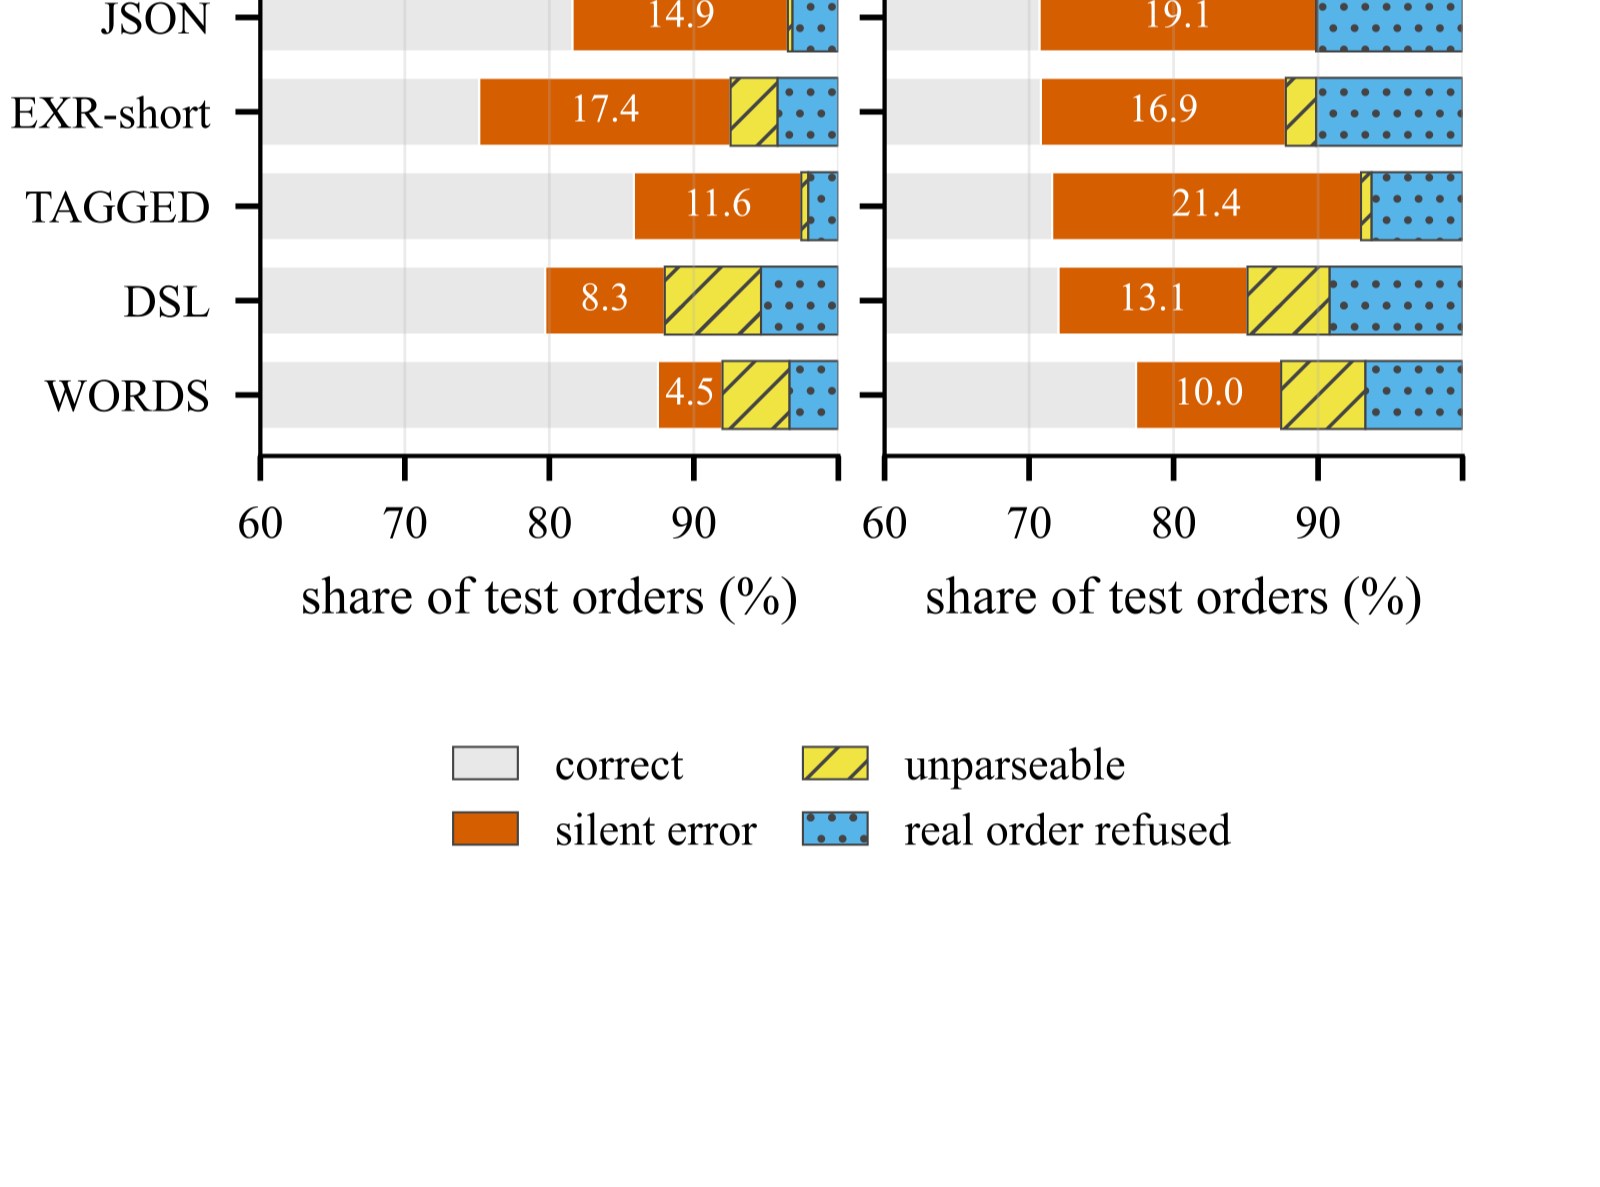 JSON 14.9 19.1
EXR-short 17.4 16.9
TAGGED 11.6 21.4
DSL 8.3 13.1
WORDS 4.5 10.0
60 70 80 90 60 70 80 90
share of test orders (%) share of test orders (%)
correct unparseable
silent error real order refused